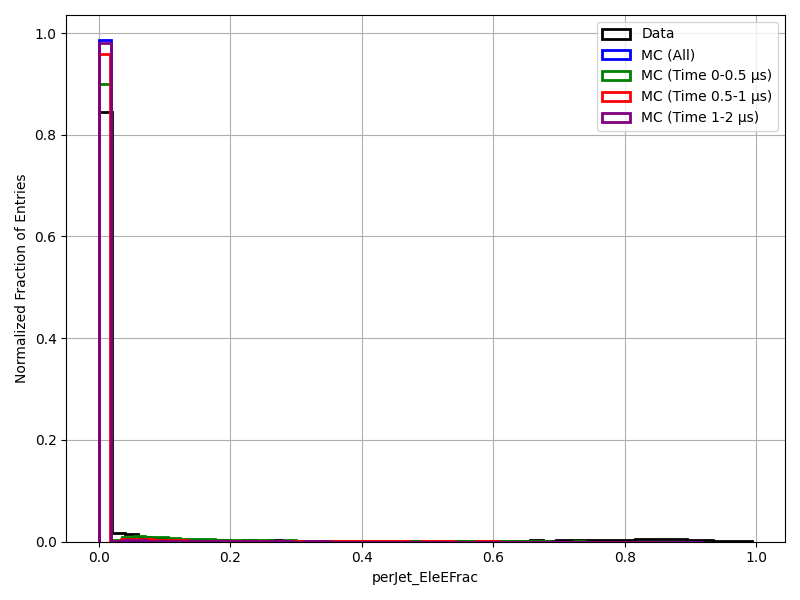 Data
MC (All)
MC (Time 0-0.5 μs)
MC (Time 0.5-1 μs)
MC (Time 1-2 μs)
Normalized Fraction of Entries
1.0
0.8
0.6
0.4
0.2
0.0
0.0 0.2 0.4 0.6 0.8 1.0
perJet_EleEFrac